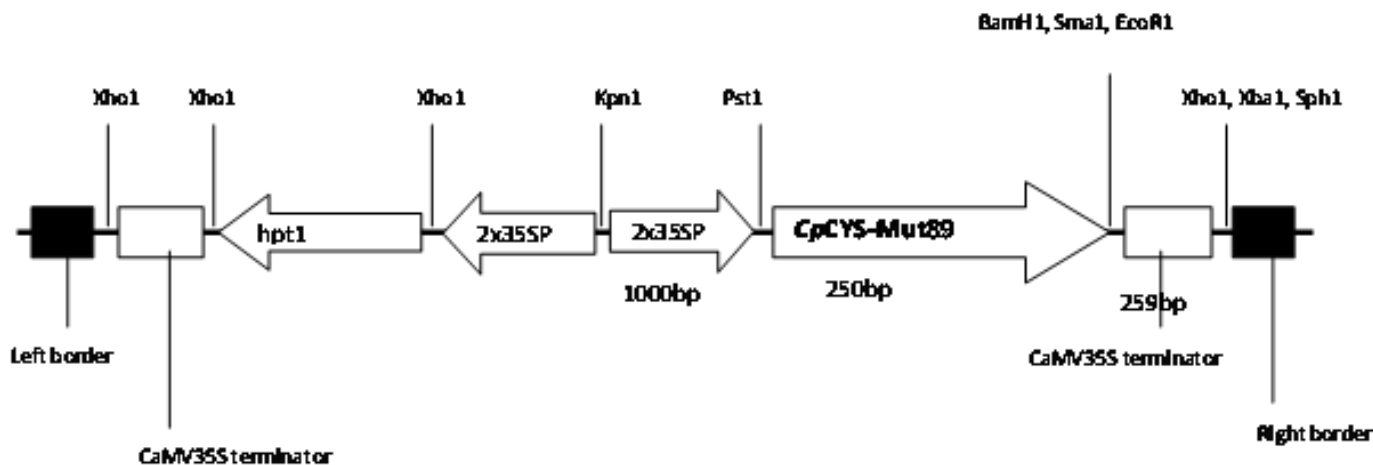 BamH1, Sma1, EcoR1
Xho1
Xho1
Xho1
Kpn1
Pst1
Xho1, Xba1, Sph1
hpt1
2x35SP
2x35SP
CpCYS-Mut89
1000bp
250bp
259bp
Left border
CaMV35S terminator
CaMV35S terminator
Right border